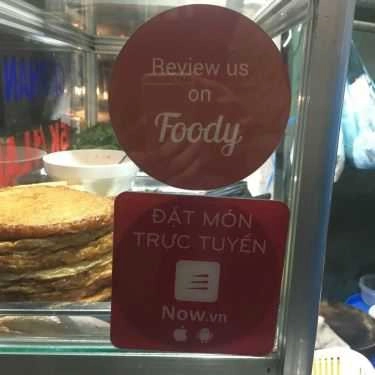 Review us
on
Foody
ĐẶT MÓN
TRỰC TUYẾN
Now.vn